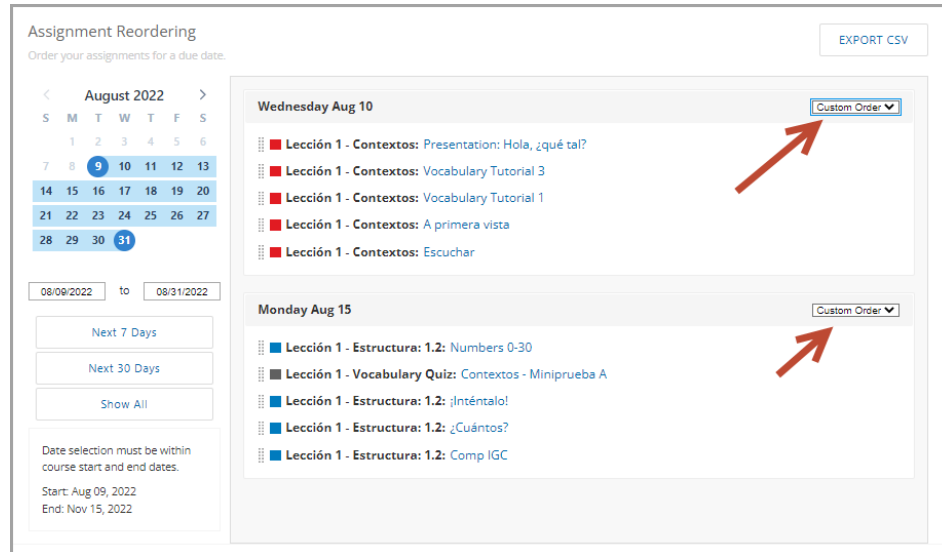 Assignment Reordering
Order your assignments for a due date.
EXPORT CSV
< August 2022 >
S M T W T F S
1 2 3 4 5 6
7 8 9 10 11 12 13
14 15 16 17 18 19 20
21 22 23 24 25 26 27
28 29 30 31
08/09/2022 to 08/31/2022
Next 7 Days
Next 30 Days
Show All
Date selection must be within
course start and end dates.
Start: Aug 09, 2022
End: Nov 15, 2022
Wednesday Aug 10 Custom Order
Lección 1 - Contextos: Presentation: Hola, ¿qué tal?
Lección 1 - Contextos: Vocabulary Tutorial 3
Lección 1 - Contextos: Vocabulary Tutorial 1
Lección 1 - Contextos: A primera vista
Lección 1 - Contextos: Escuchar
Monday Aug 15 Custom Order
Lección 1 - Estructura: 1.2: Numbers 0-30
Lección 1 - Vocabulary Quiz: Contextos - Miniprueba A
Lección 1 - Estructura: 1.2: ¡Inténtalo!
Lección 1 - Estructura: 1.2: ¿Cuántos?
Lección 1 - Estructura: 1.2: Comp IGC